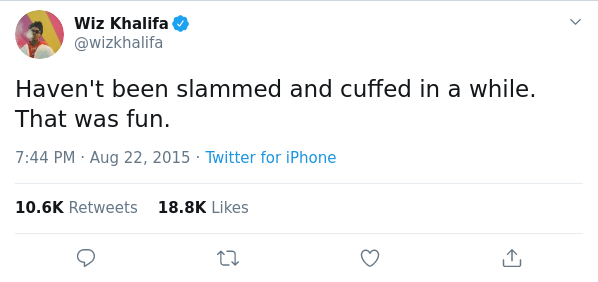 Wiz Khalifa
@wizkhalifa
Haven't been slammed and cuffed in a while.
That was fun.
7:44 PM · Aug 22, 2015 · Twitter for iPhone
10.6K Retweets 18.8K Likes